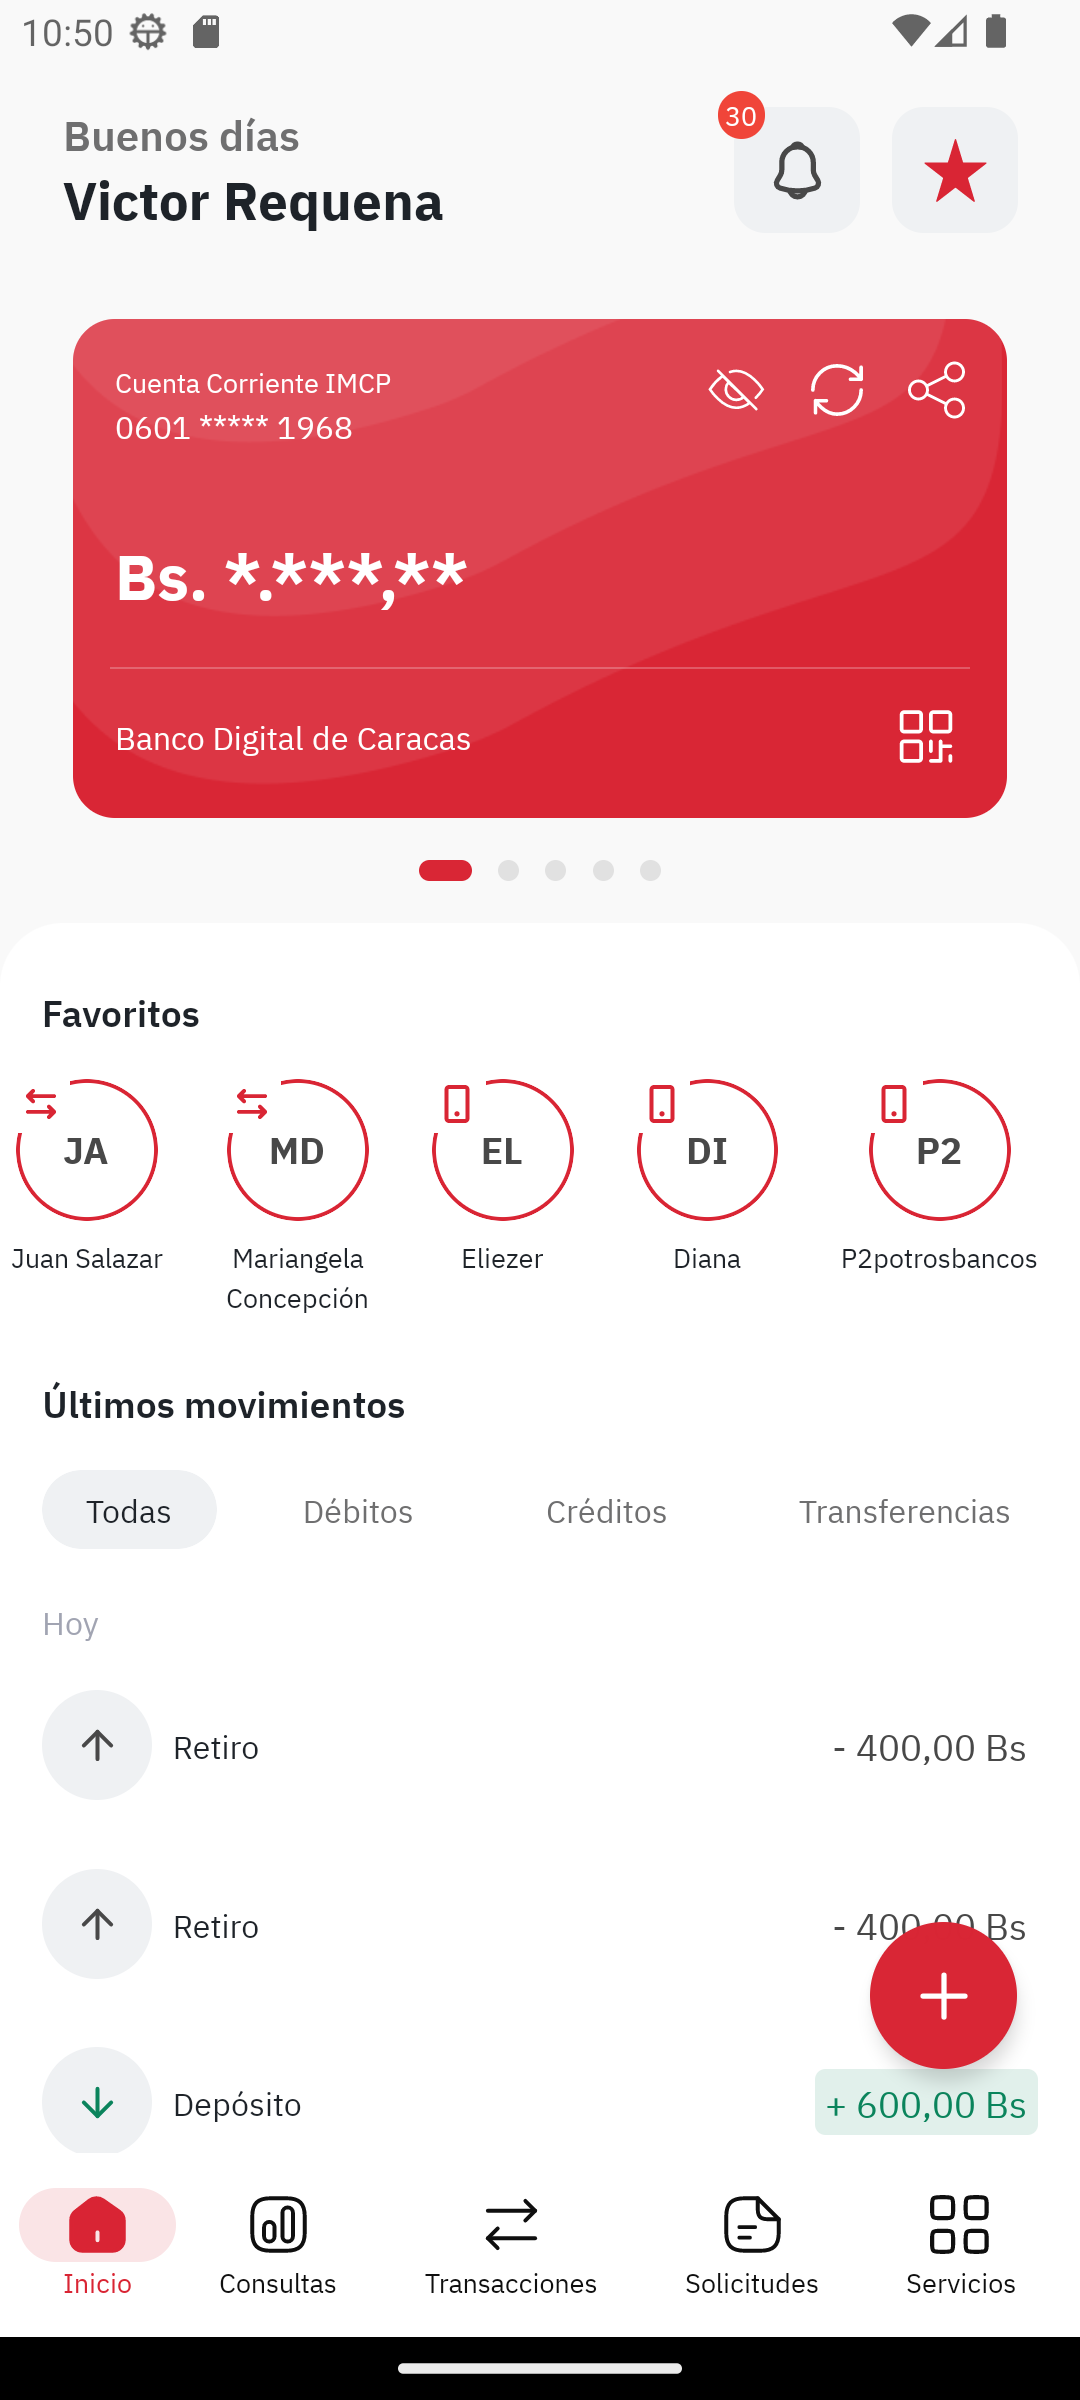 10:50
Buenos días
Victor Requena
30
Cuenta Corriente IMCP
0601 ***** 1968
Bs. *.***,**
Banco Digital de Caracas
Favoritos
JA
MD
EL
DI
P2
Juan Salazar
Mariangela
Concepción
Eliezer
Diana
P2potrosbancos
Últimos movimientos
Todas
Débitos
Créditos
Transferencias
Hoy
Retiro
- 400,00 Bs
Retiro
- 400,00 Bs
Depósito
+ 600,00 Bs
Inicio
Consultas
Transacciones
Solicitudes
Servicios